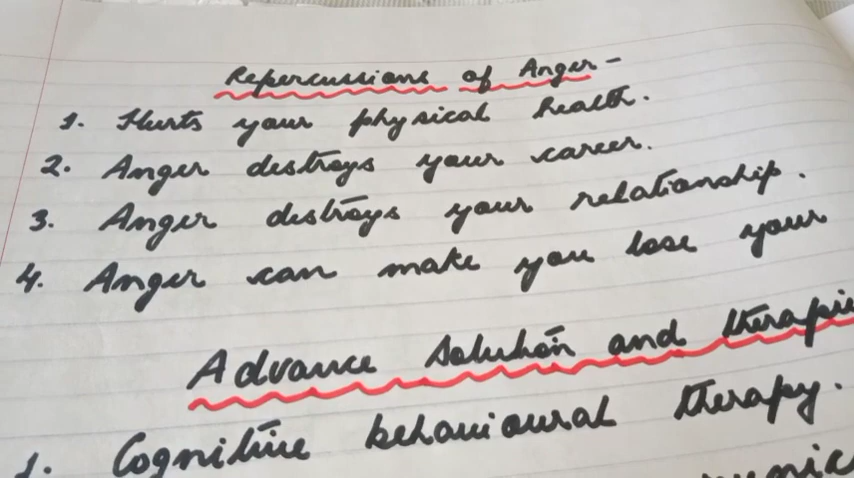 Repercussions of Anger -
1. Hurts your physical health.
2. Anger destroys your career.
3. Anger destroys your relationship.
4. Anger can make you lose your
Advance solution and
1. Cognitive behavioural therapy.